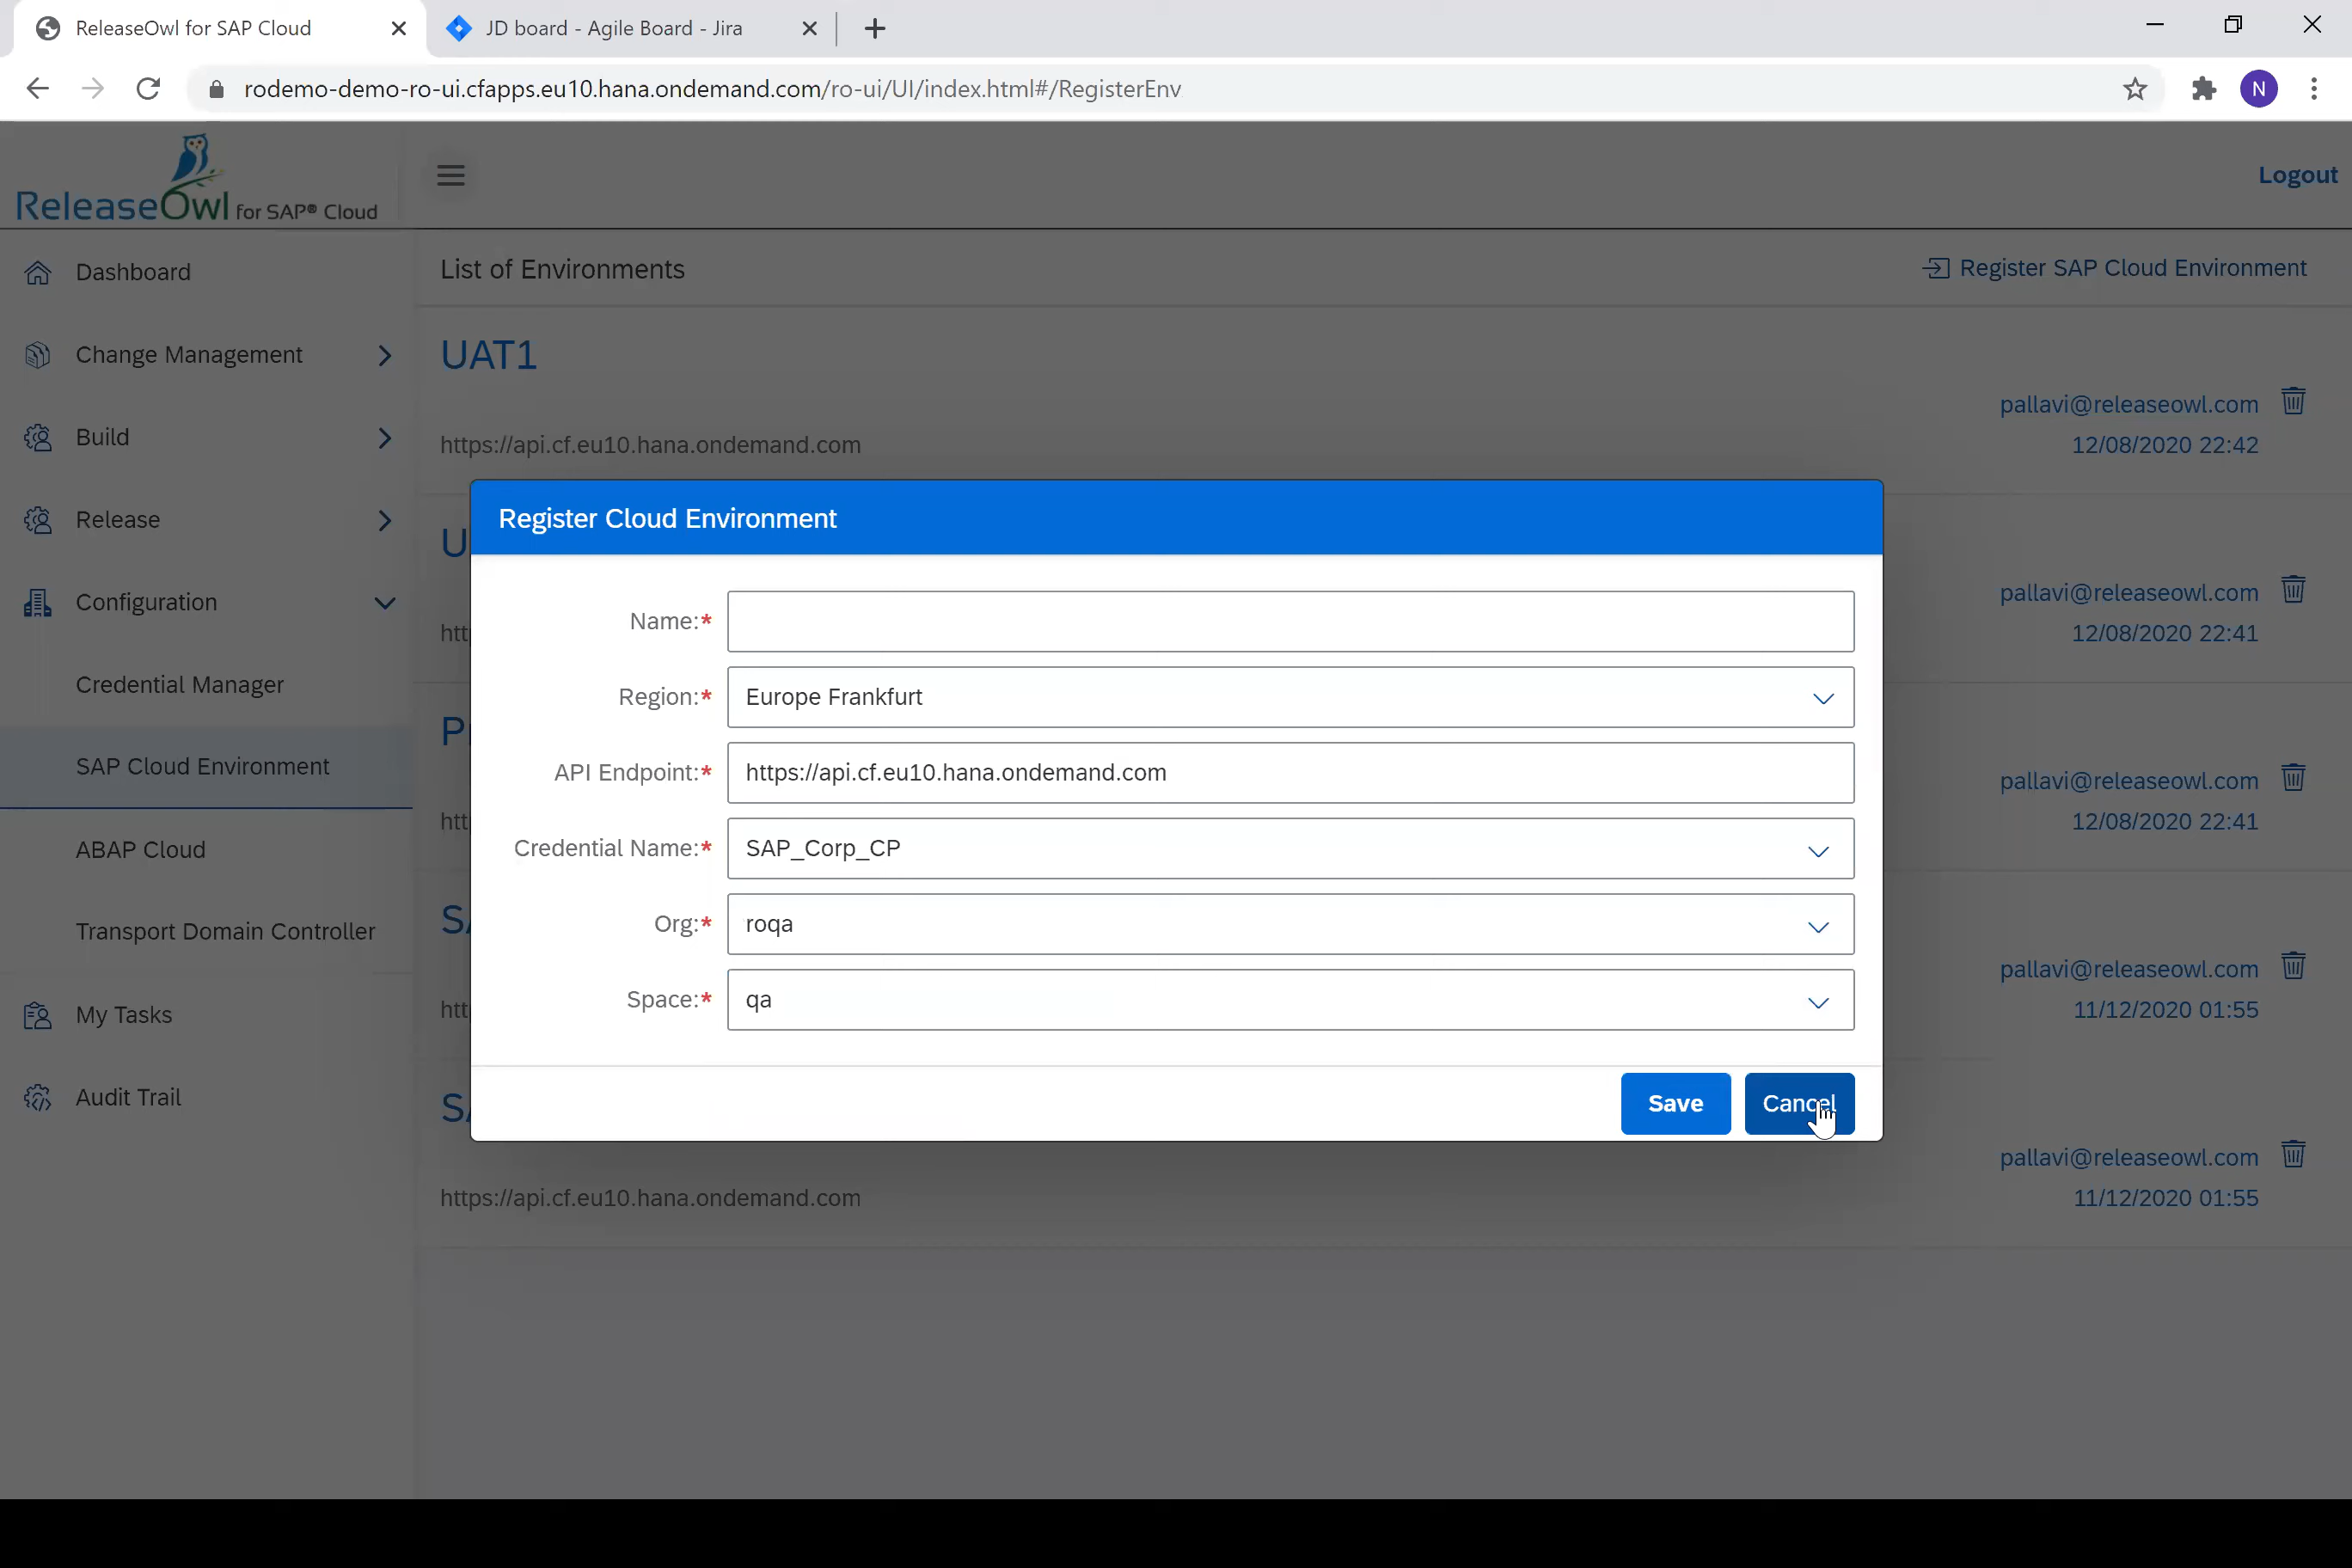 ReleaseOwl for SAP Cloud
JD board - Agile Board - Jira
rodemo-demo-ro-ui.cfapps.eu10.hana.ondemand.com/ro-ui/UI/index.html#/RegisterEnv
N
ReleaseOwl for SAP® Cloud
Logout
Dashboard
Change Management
Build
Release
Configuration
Credential Manager
SAP Cloud Environment
ABAP Cloud
Transport Domain Controller
My Tasks
Audit Trail
List of Environments
Register SAP Cloud Environment
UAT1
https://api.cf.eu10.hana.ondemand.com
pallavi@releaseowl.com
12/08/2020 22:42
pallavi@releaseowl.com
12/08/2020 22:41
pallavi@releaseowl.com
12/08/2020 22:41
pallavi@releaseowl.com
11/12/2020 01:55
https://api.cf.eu10.hana.ondemand.com
pallavi@releaseowl.com
11/12/2020 01:55
Register Cloud Environment
Name:*
Region:* Europe Frankfurt
API Endpoint:* https://api.cf.eu10.hana.ondemand.com
Credential Name:* SAP_Corp_CP
Org:* roqa
Space:* qa
Save
Cancel